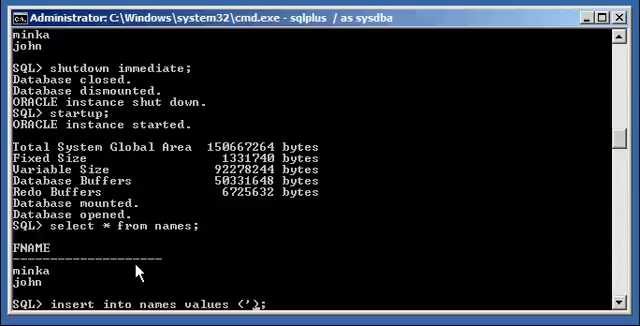 Administrator: C:\Windows\system32\cmd.exe - sqlplus / as sysdba
minka
john
SQL> shutdown immediate;
Database closed.
Database dismounted.
ORACLE instance shut down.
SQL> startup;
ORACLE instance started.
Total System Global Area 150667264 bytes
Fixed Size 1331740 bytes
Variable Size 92278244 bytes
Database Buffers 50331648 bytes
Redo Buffers 6725632 bytes
Database mounted.
Database opened.
SQL> select * from names;
FNAME
--------------------
minka
john
SQL> insert into names values (');